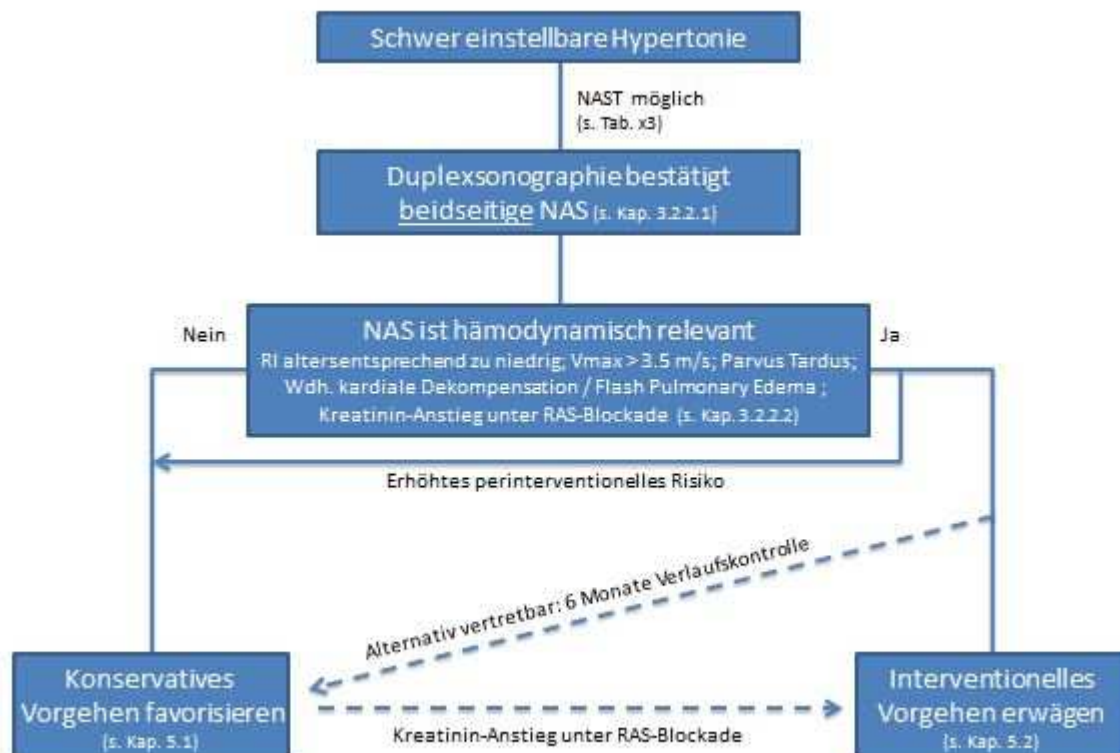 Schwer einstellbare Hypertonie
NAST möglich
(s. Tab. x3)
Duplexsonographie bestätigt
beidseitige NAS (s. Kap. 3.2.2.1)
Nein
NAS ist hämodynamisch relevant
Ja
RI altersentsprechend zu niedrig; Vmax > 3.5 m/s; Parvus Tardus;
Wdh. kardiale Dekompensation / Flash Pulmonary Edema ;
Kreatinin-Anstieg unter RAS-Blockade (s. Kap. 3.2.2.2)
Erhöhtes perinterventionelles Risiko
Alternativ vertretbar: 6 Monate Verlaufskontrolle
Konservatives
Vorgehen favorisieren
(s. Kap. 5.1)
Kreatinin-Anstieg unter RAS-Blockade
Interventionelles
Vorgehen erwägen
(s. Kap. 5.2)